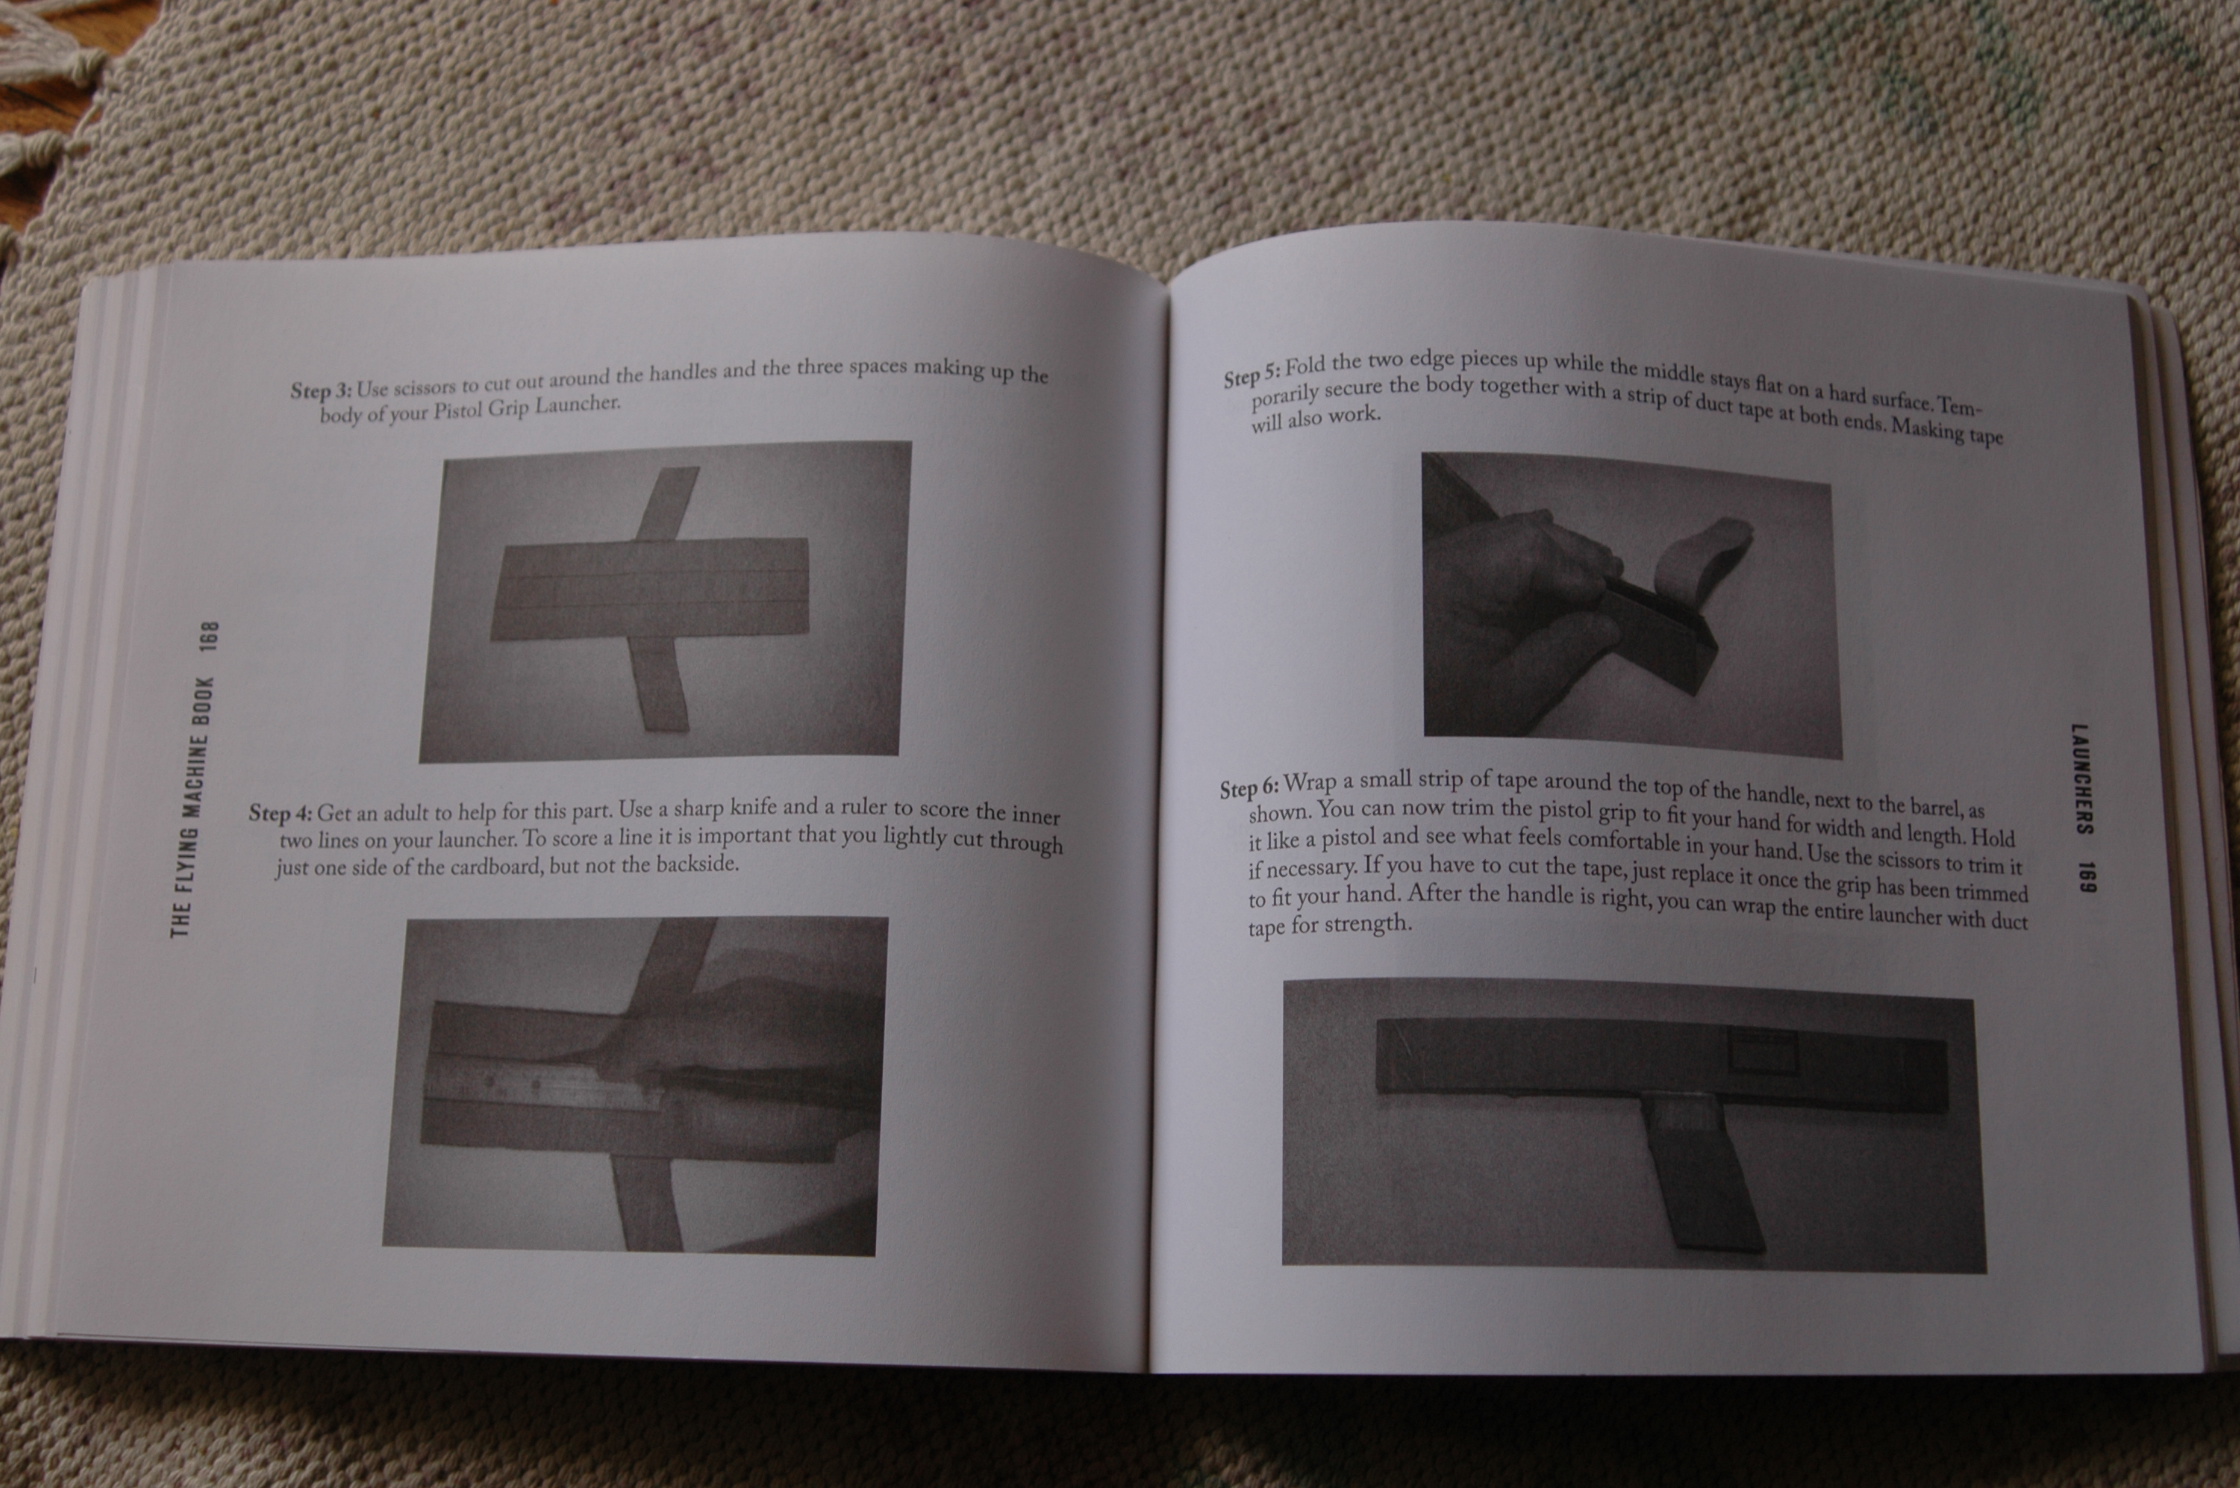 Step 3: Use scissors to cut out around the handles and the three spaces making up the
body of your Pistol Grip Launcher.
Step 4: Get an adult to help for this part. Use a sharp knife and a ruler to score the inner
two lines on your launcher. To score a line it is important that you lightly cut through
just one side of the cardboard, but not the backside.
THE FLYING MACHINE BOOK 168
Step 5: Fold the two edge pieces up while the middle stays flat on a hard surface. Tem-
porarily secure the body together with a strip of duct tape at both ends. Masking tape
will also work.
Step 6: Wrap a small strip of tape around the top of the handle, next to the barrel, as
shown. You can now trim the pistol grip to fit your hand for width and length. Hold
it like a pistol and see what feels comfortable in your hand. Use the scissors to trim it
if necessary. If you have to cut the tape, just replace it once the grip has been trimmed
to fit your hand. After the handle is right, you can wrap the entire launcher with duct
tape for strength.
LAUNCHERS 169